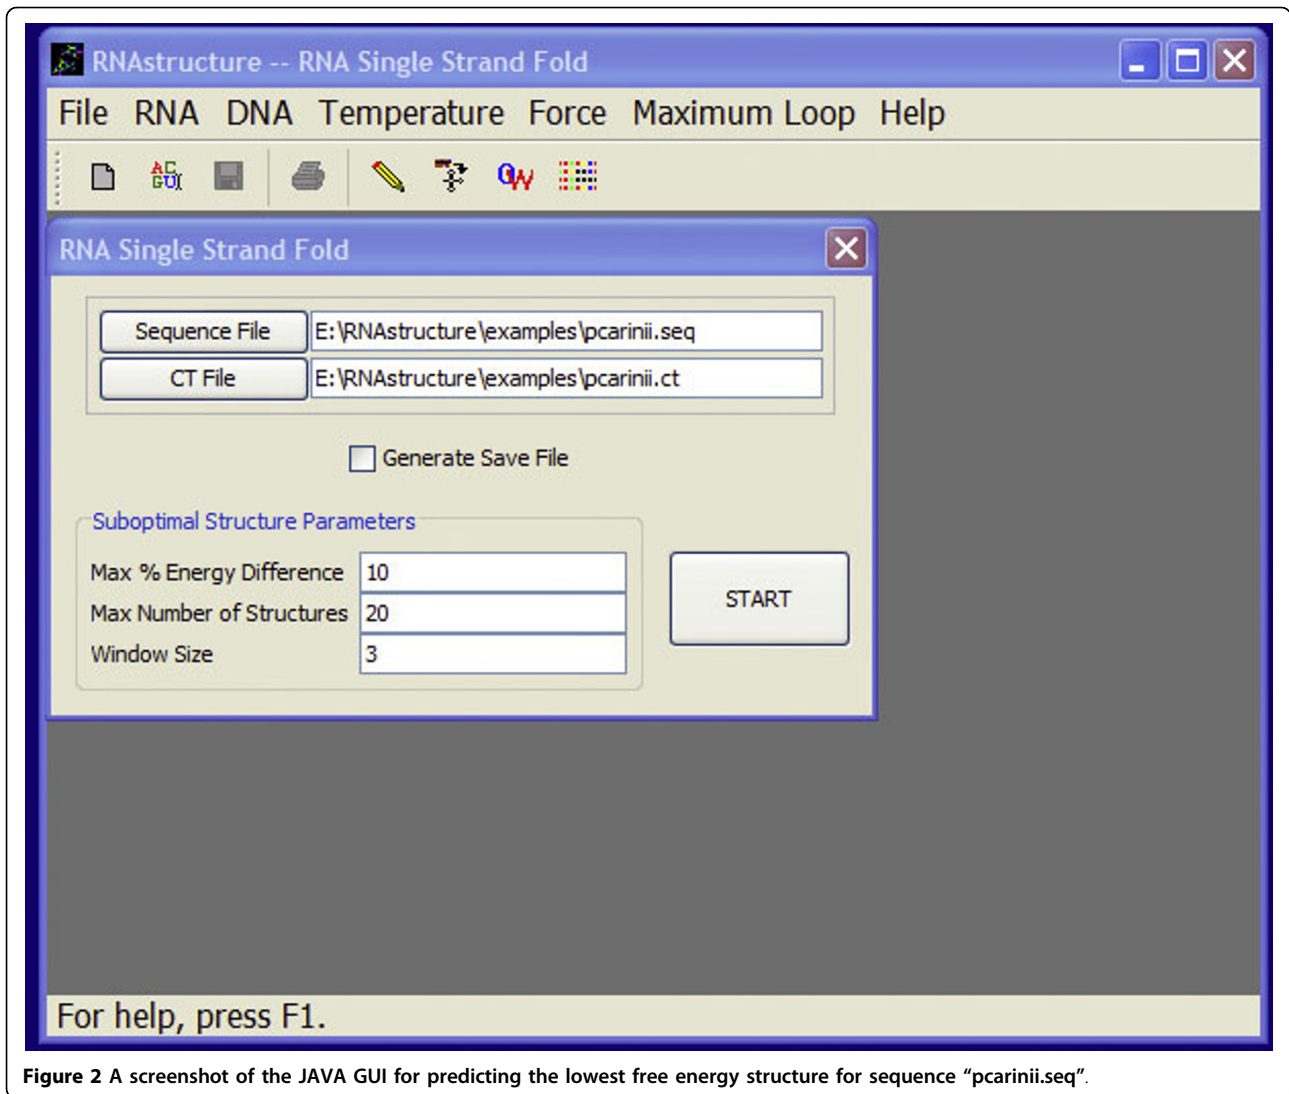 RNAstructure -- RNA Single Strand Fold
File RNA DNA Temperature Force Maximum Loop Help
RNA Single Strand Fold
Sequence File E:\RNAstructure\examples\pcarinii.seq
CT File E:\RNAstructure\examples\pcarinii.ct
Generate Save File
Suboptimal Structure Parameters
Max % Energy Difference 10
Max Number of Structures 20
Window Size 3
START
For help, press F1.
Figure 2 A screenshot of the JAVA GUI for predicting the lowest free energy structure for sequence “pcarinii.seq”.